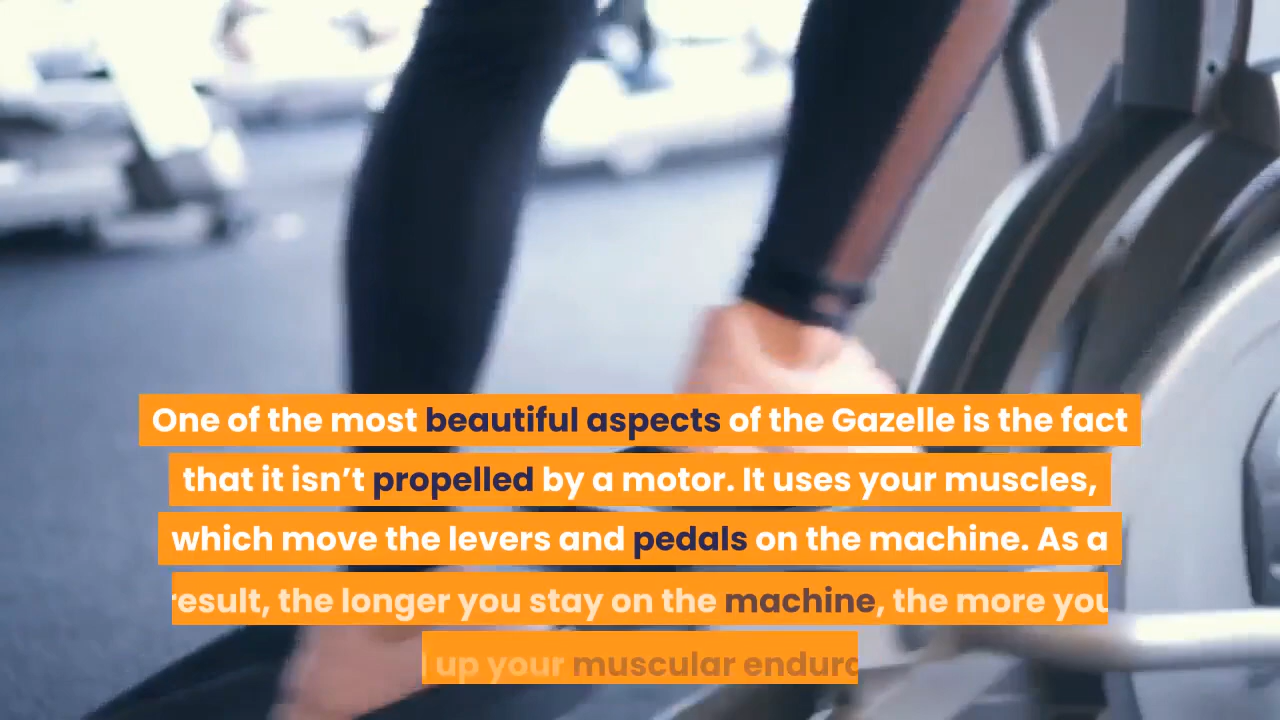 One of the most beautiful aspects of the Gazelle is the fact
that it isn’t propelled by a motor. It uses your muscles,
which move the levers and pedals on the machine. As a
result, the longer you stay on the machine, the more you
up your muscular